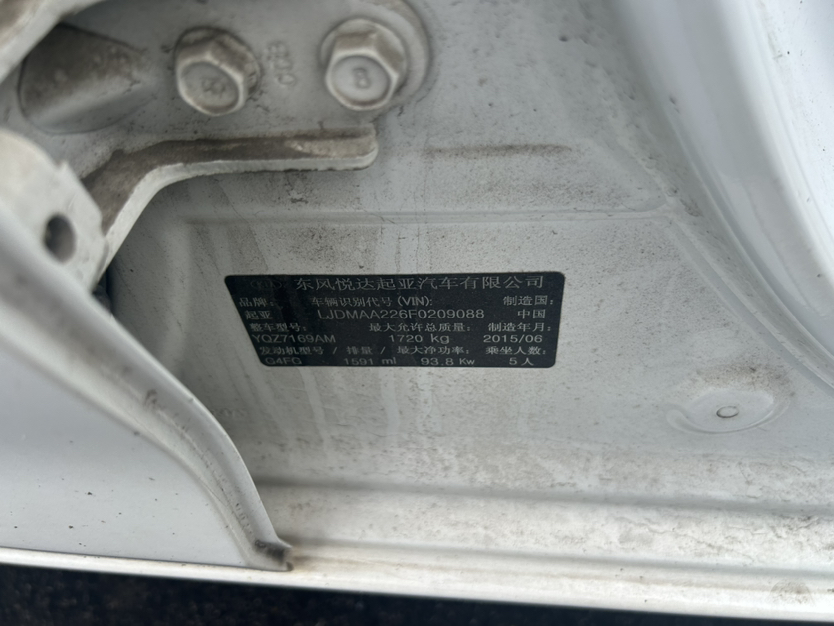 东风悦达起亚汽车有限公司
品牌: 车辆识别代号(VIN): 制造国:
起亚 LJDMAA226F0209088 中国
整车型号: 最大允许总质量: 制造年月:
YQZ7169AM 1720 kg 2015/06
发动机型号/排量/最大净功率: 乘坐人数:
G4FG 1591 ml 93.8 Kw 5人
8